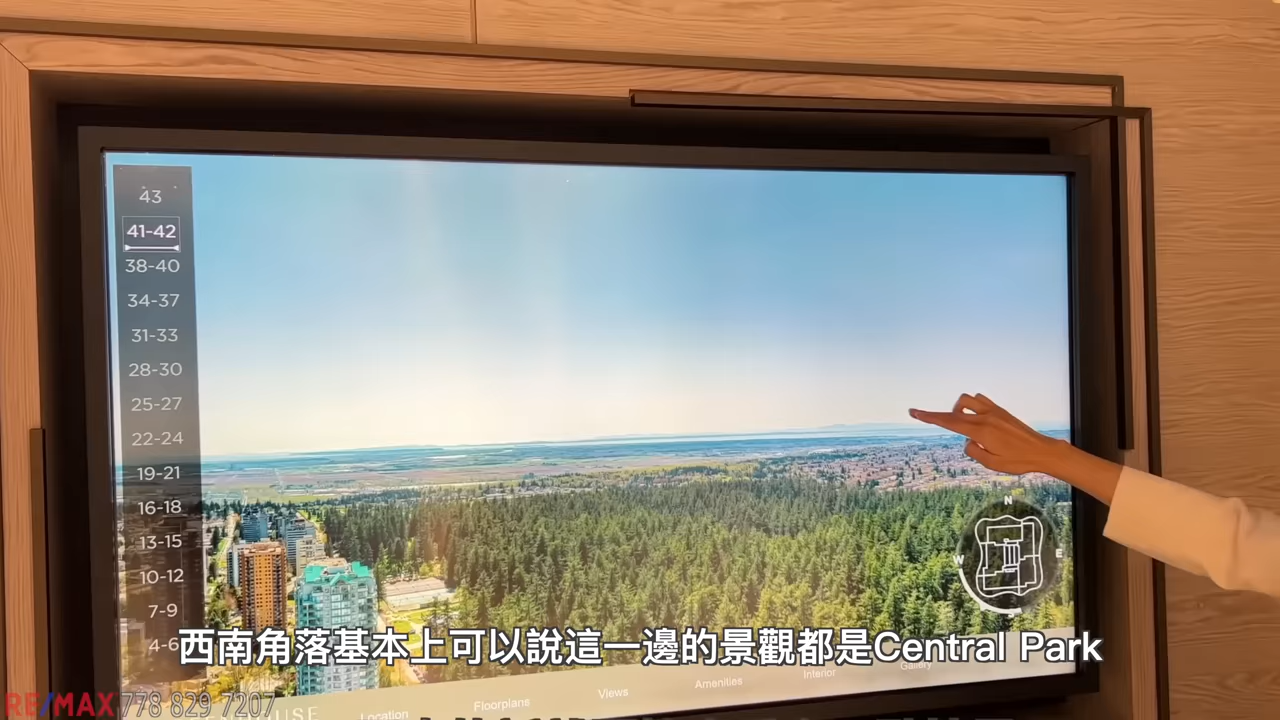 43
41-42
38-40
34-37
31-33
28-30
25-27
22-24
19-21
16-18
13-15
10-12
7-9
4-6
N
W
E
西南角落基本上可以說這一邊的景觀都是Central Park
Location
Floorplans
Views
Amenities
Interior
Gallery
RE/MAX 778 829 7207